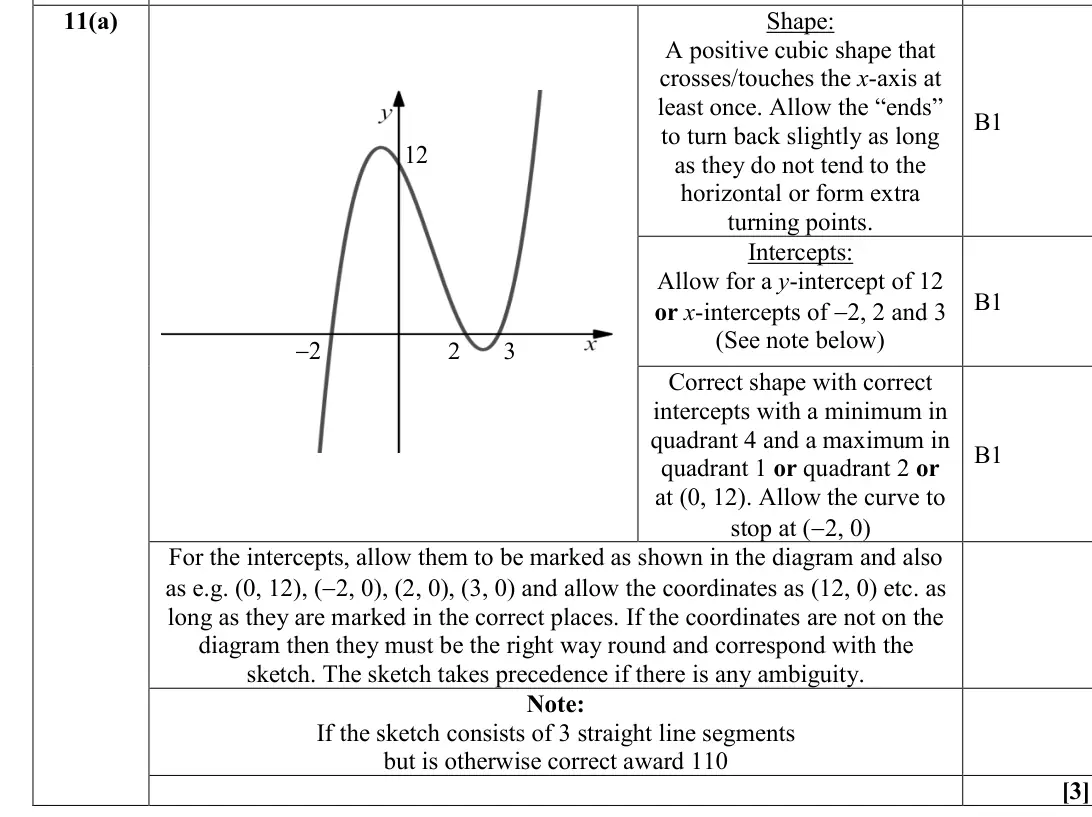 11(a)
y
12
–2
2
3
x
Shape:
A positive cubic shape that
crosses/touches the x-axis at
least once. Allow the “ends”
to turn back slightly as long
as they do not tend to the
horizontal or form extra
turning points.
B1
Intercepts:
Allow for a y-intercept of 12
or x-intercepts of –2, 2 and 3
(See note below)
B1
Correct shape with correct
intercepts with a minimum in
quadrant 4 and a maximum in
quadrant 1 or quadrant 2 or
at (0, 12). Allow the curve to
stop at (–2, 0)
B1
For the intercepts, allow them to be marked as shown in the diagram and also
as e.g. (0, 12), (–2, 0), (2, 0), (3, 0) and allow the coordinates as (12, 0) etc. as
long as they are marked in the correct places. If the coordinates are not on the
diagram then they must be the right way round and correspond with the
sketch. The sketch takes precedence if there is any ambiguity.
Note:
If the sketch consists of 3 straight line segments
but is otherwise correct award 110
[3]